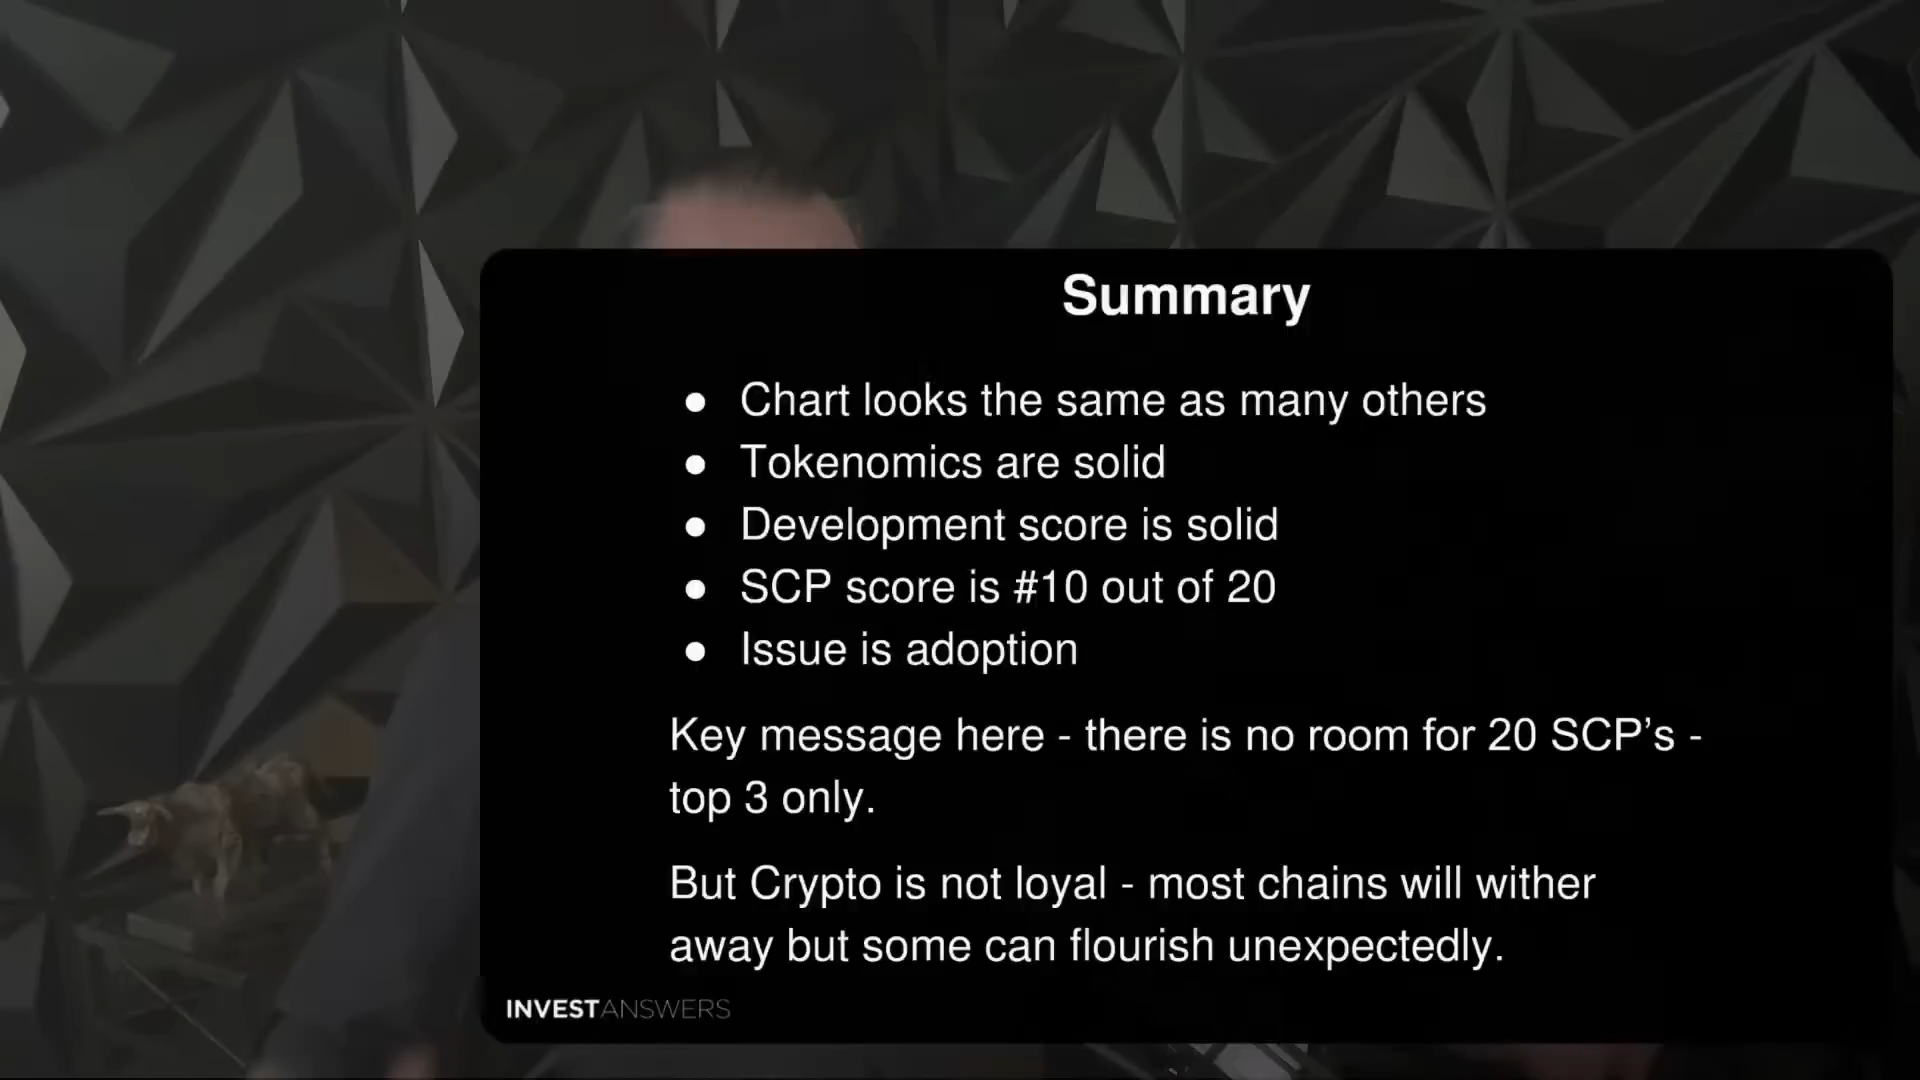 Summary
● Chart looks the same as many others
● Tokenomics are solid
● Development score is solid
● SCP score is #10 out of 20
● Issue is adoption
Key message here - there is no room for 20 SCP’s -
top 3 only.
But Crypto is not loyal - most chains will wither
away but some can flourish unexpectedly.
INVESTANSWERS